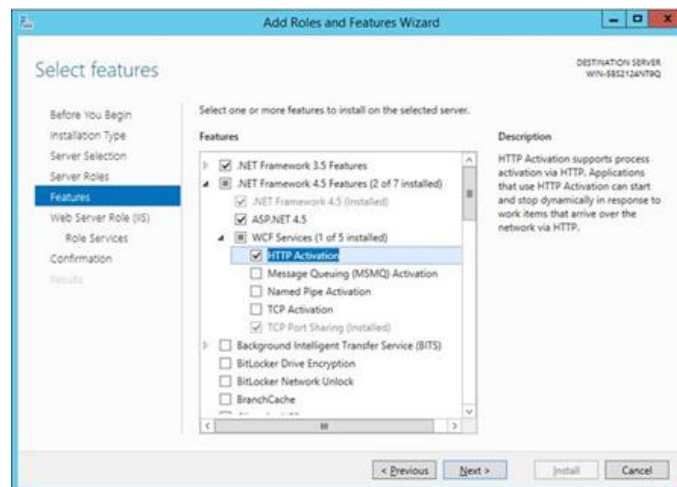 Add Roles and Features Wizard
Select features
DESTINATION SERVER
WIN-5BS2124NT9Q
Before You Begin
Installation Type
Server Selection
Server Roles
Features
Web Server Role (IIS)
Role Services
Confirmation
Results
Select one or more features to install on the selected server.
Features
.NET Framework 3.5 Features
.NET Framework 4.5 Features (2 of 7 installed)
.NET Framework 4.5 (Installed)
ASP.NET 4.5
WCF Services (1 of 5 installed)
HTTP Activation
Message Queuing (MSMQ) Activation
Named Pipe Activation
TCP Activation
TCP Port Sharing (Installed)
Background Intelligent Transfer Service (BITS)
BitLocker Drive Encryption
BitLocker Network Unlock
BranchCache
Description
HTTP Activation supports process
activation via HTTP. Applications
that use HTTP Activation can start
and stop dynamically in response to
work items that arrive over the
network via HTTP.
< Previous
Next >
Install
Cancel